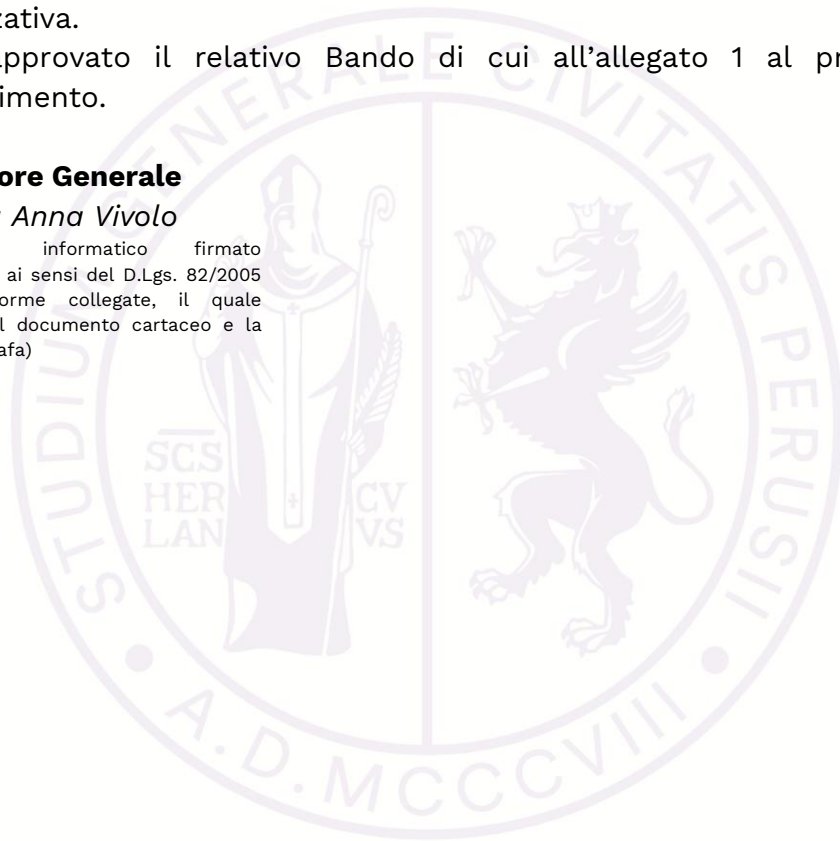 zativa.
approvato il relativo Bando di cui all’allegato 1 al pr
imento.
ore Generale
Anna Vivolo
informatico firmato
ai sensi del D.Lgs. 82/2005
orme collegate, il quale
l documento cartaceo e la
afa)
STUDIUM GENERALE CIVITATIS PERUSII
SCS
HER
LAN
CV
VS
A.D. MCCCVIII